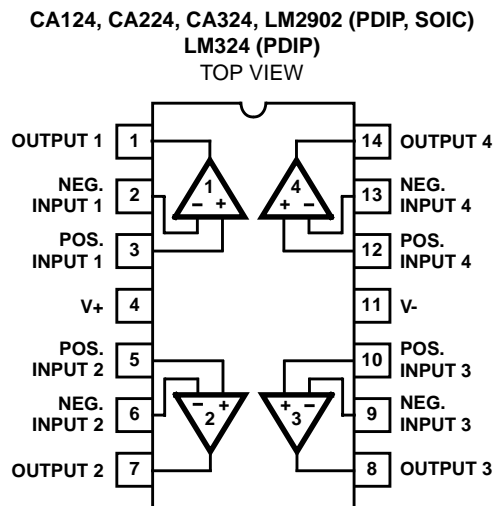 CA124, CA224, CA324, LM2902 (PDIP, SOIC)
LM324 (PDIP)
TOP VIEW
OUTPUT 1 1 14 OUTPUT 4
NEG.
INPUT 1 2 1 4 13 NEG.
INPUT 4
− + + −
POS.
INPUT 1 3 12 POS.
INPUT 4
V+ 4 11 V-
POS.
INPUT 2 5 10 POS.
INPUT 3
− + + −
NEG.
INPUT 2 6 2 3 9 NEG.
INPUT 3
OUTPUT 2 7 8 OUTPUT 3